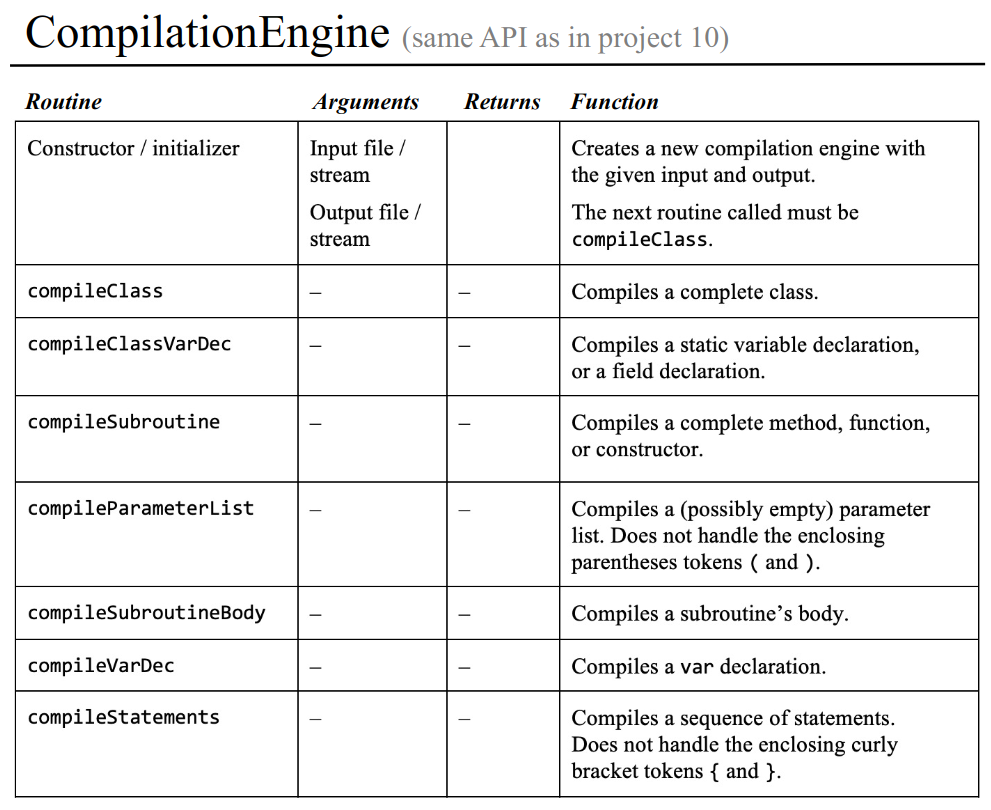 CompilationEngine (same API as in project 10)
Routine Arguments Returns Function
Constructor / initializer
Input file /
stream
Output file /
stream
Creates a new compilation engine with
the given input and output.
The next routine called must be
compileClass.
compileClass – – Compiles a complete class.
compileClassVarDec – – Compiles a static variable declaration,
or a field declaration.
compileSubroutine – – Compiles a complete method, function,
or constructor.
compileParameterList – – Compiles a (possibly empty) parameter
list. Does not handle the enclosing
parentheses tokens ( and ).
compileSubroutineBody – – Compiles a subroutine’s body.
compileVarDec – – Compiles a var declaration.
compileStatements – – Compiles a sequence of statements.
Does not handle the enclosing curly
bracket tokens { and }.